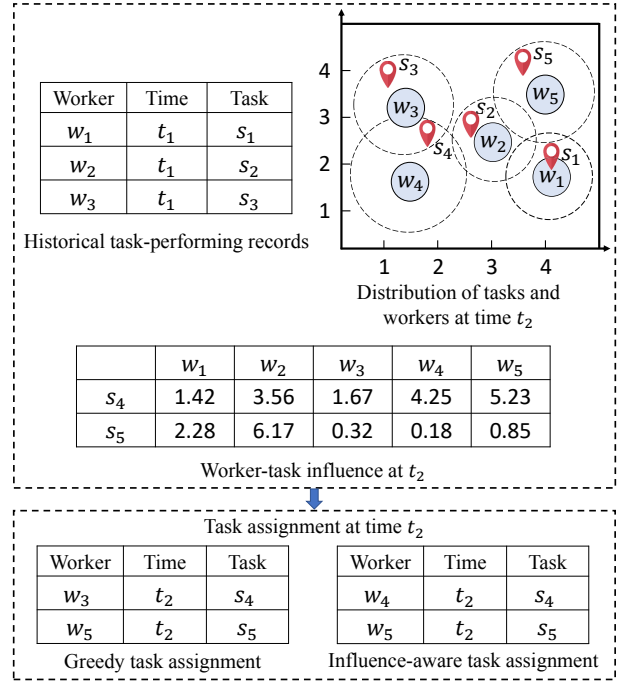 Worker Time Task
w₁ t₁ s₁
w₂ t₁ s₂
w₃ t₁ s₃
Historical task-performing records
4
3
2
1
s₃
s₅
w₃
s₂
w₅
s₄
w₂
s₁
w₄
w₁
1 2 3 4
Distribution of tasks and
workers at time t₂
w₁ w₂ w₃ w₄ w₅
s₄ 1.42 3.56 1.67 4.25 5.23
s₅ 2.28 6.17 0.32 0.18 0.85
Worker-task influence at t₂
Task assignment at time t₂
Worker Time Task
w₃ t₂ s₄
w₅ t₂ s₅
Greedy task assignment
Worker Time Task
w₄ t₂ s₄
w₅ t₂ s₅
Influence-aware task assignment